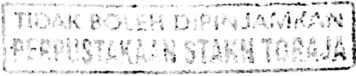 TIDAK BOLEH DIPINJAMKAN
PERPUSTAKAAN STAKN TORAJA